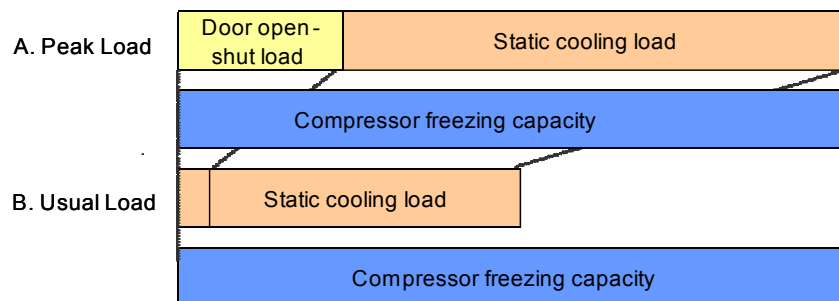 A. Peak Load
Door open-
shut load
Static cooling load
Compressor freezing capacity
B. Usual Load
Static cooling load
Compressor freezing capacity